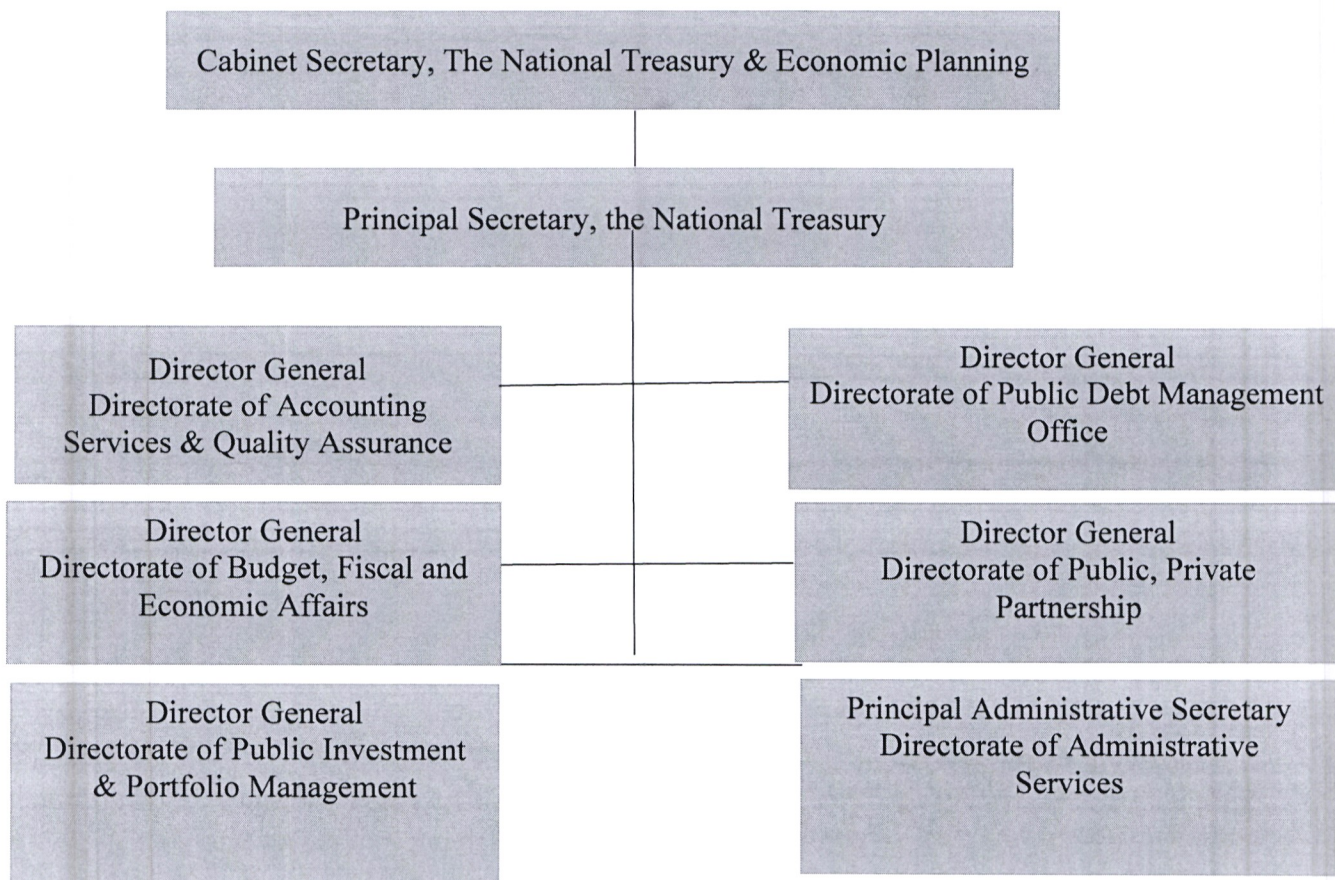 Cabinet Secretary, The National Treasury & Economic Planning
Principal Secretary, the National Treasury
Director General
Directorate of Accounting
Services & Quality Assurance
Director General
Directorate of Public Debt Management
Office
Director General
Directorate of Budget, Fiscal and
Economic Affairs
Director General
Directorate of Public, Private
Partnership
Director General
Directorate of Public Investment
& Portfolio Management
Principal Administrative Secretary
Directorate of Administrative
Services